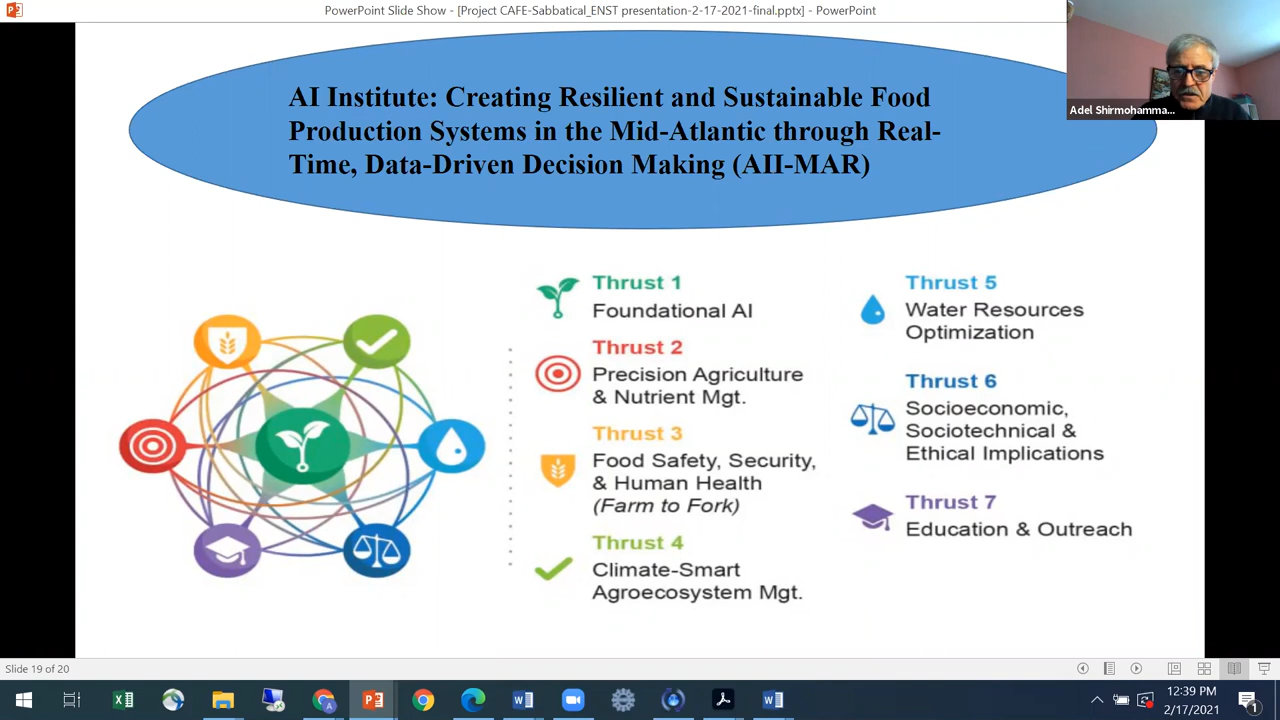 PowerPoint Slide Show - [Project CAFE-Sabbatical_ENST presentation-2-17-2021-final.pptx] - PowerPoint
Adel Shirmohamma...
AI Institute: Creating Resilient and Sustainable Food
Production Systems in the Mid-Atlantic through Real-
Time, Data-Driven Decision Making (AII-MAR)
Thrust 1
Foundational AI
Thrust 2
Precision Agriculture
& Nutrient Mgt.
Thrust 3
Food Safety, Security,
& Human Health
(Farm to Fork)
Thrust 4
Climate-Smart
Agroecosystem Mgt.
Thrust 5
Water Resources
Optimization
Thrust 6
Socioeconomic,
Sociotechnical &
Ethical Implications
Thrust 7
Education & Outreach
Slide 19 of 20
12:39 PM
2/17/2021
1